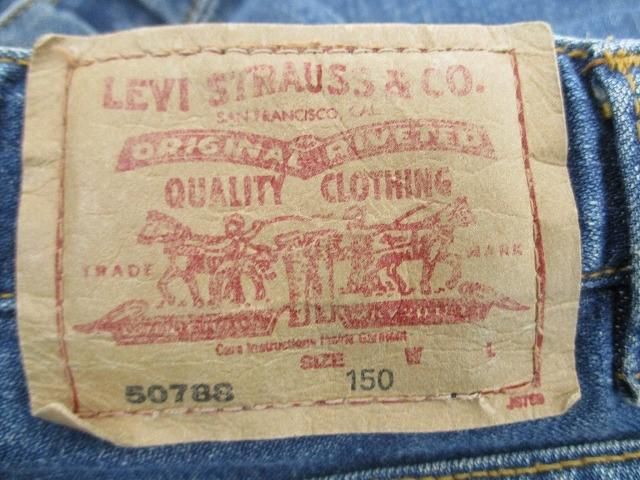 LEVI STRAUSS & CO.
SAN FRANCISCO, CAL.
ORIGINAL RIVETED
QUALITY CLOTHING
TRADE MARK
Care Instructions Inside Garment
SIZE W L
50788 150